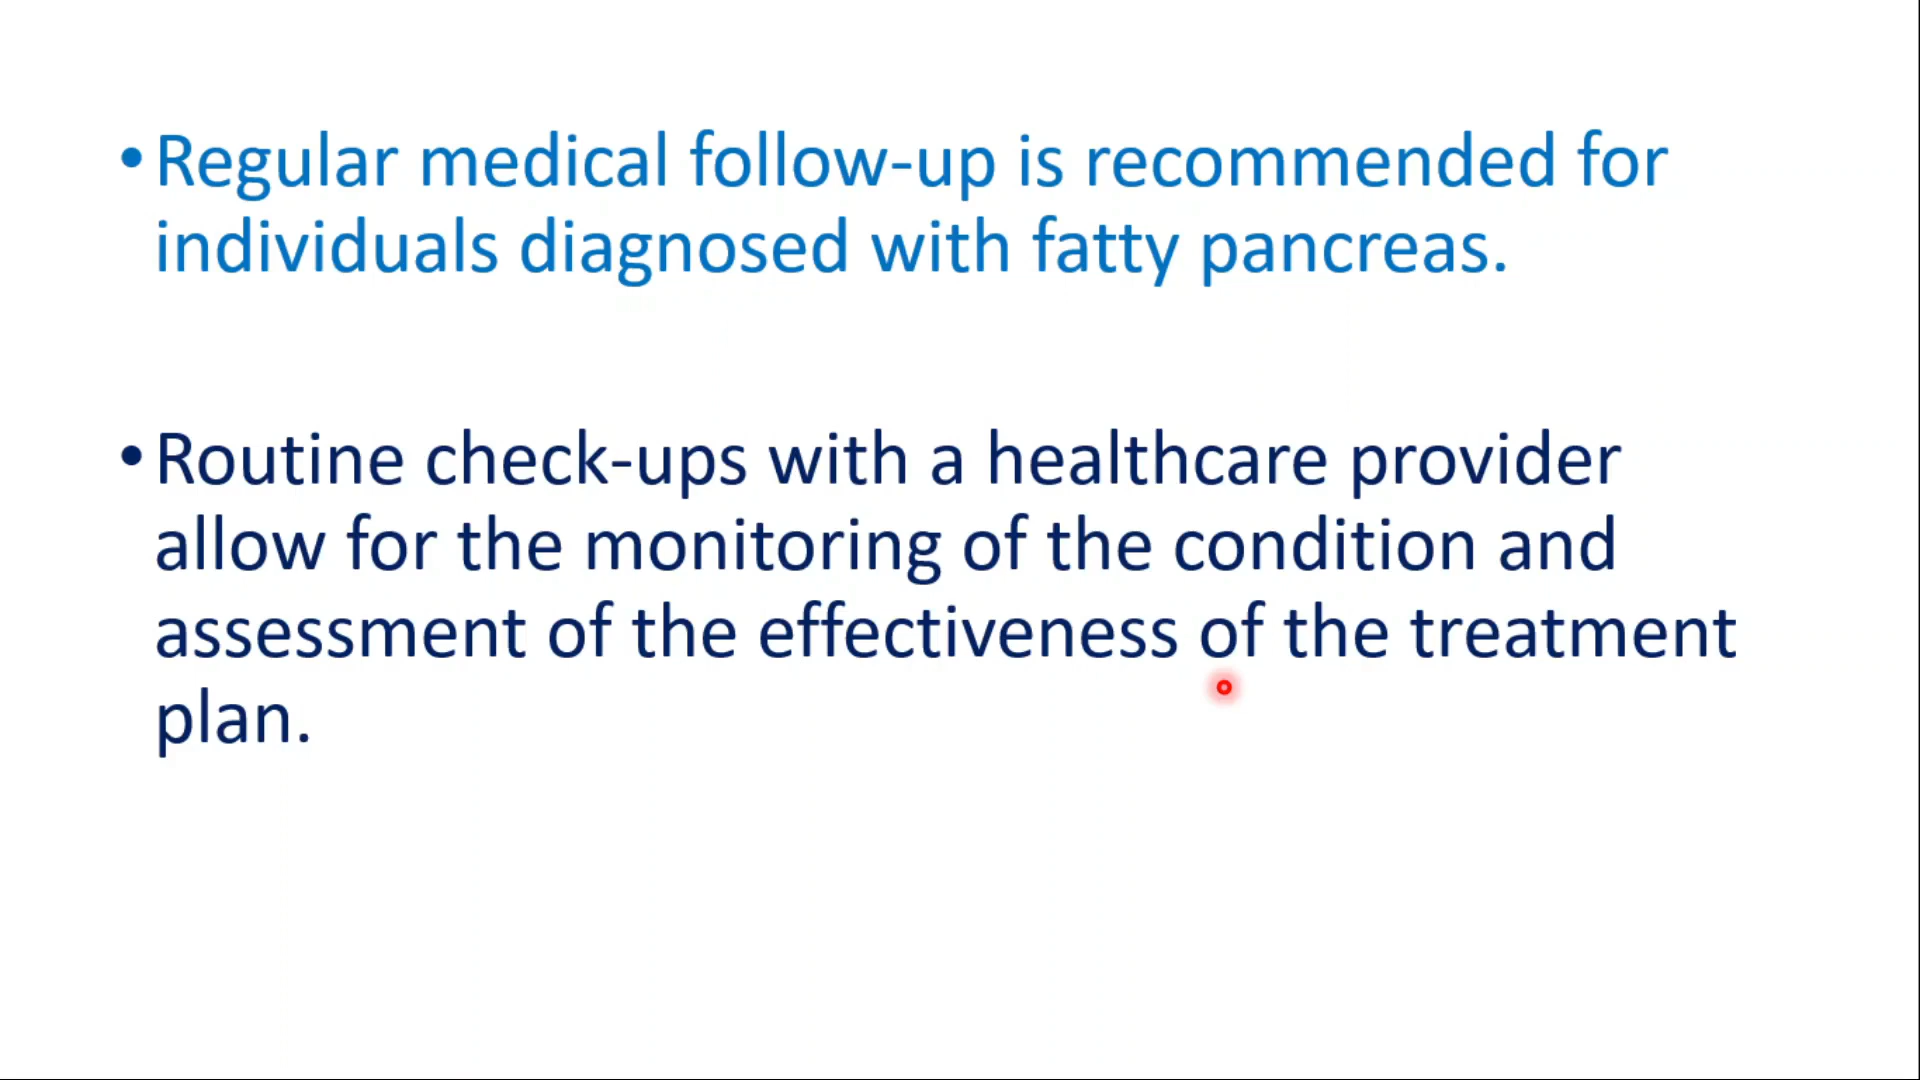 •Regular medical follow-up is recommended for
individuals diagnosed with fatty pancreas.
•Routine check-ups with a healthcare provider
allow for the monitoring of the condition and
assessment of the effectiveness of the treatment
plan.